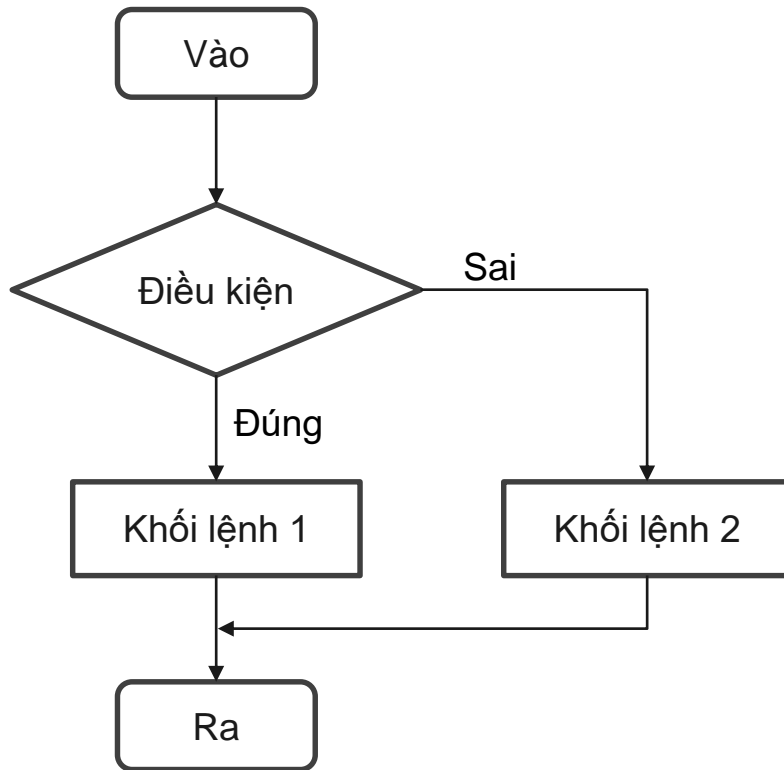 Vào
Điều kiện
Sai
Đúng
Khối lệnh 1
Khối lệnh 2
Ra